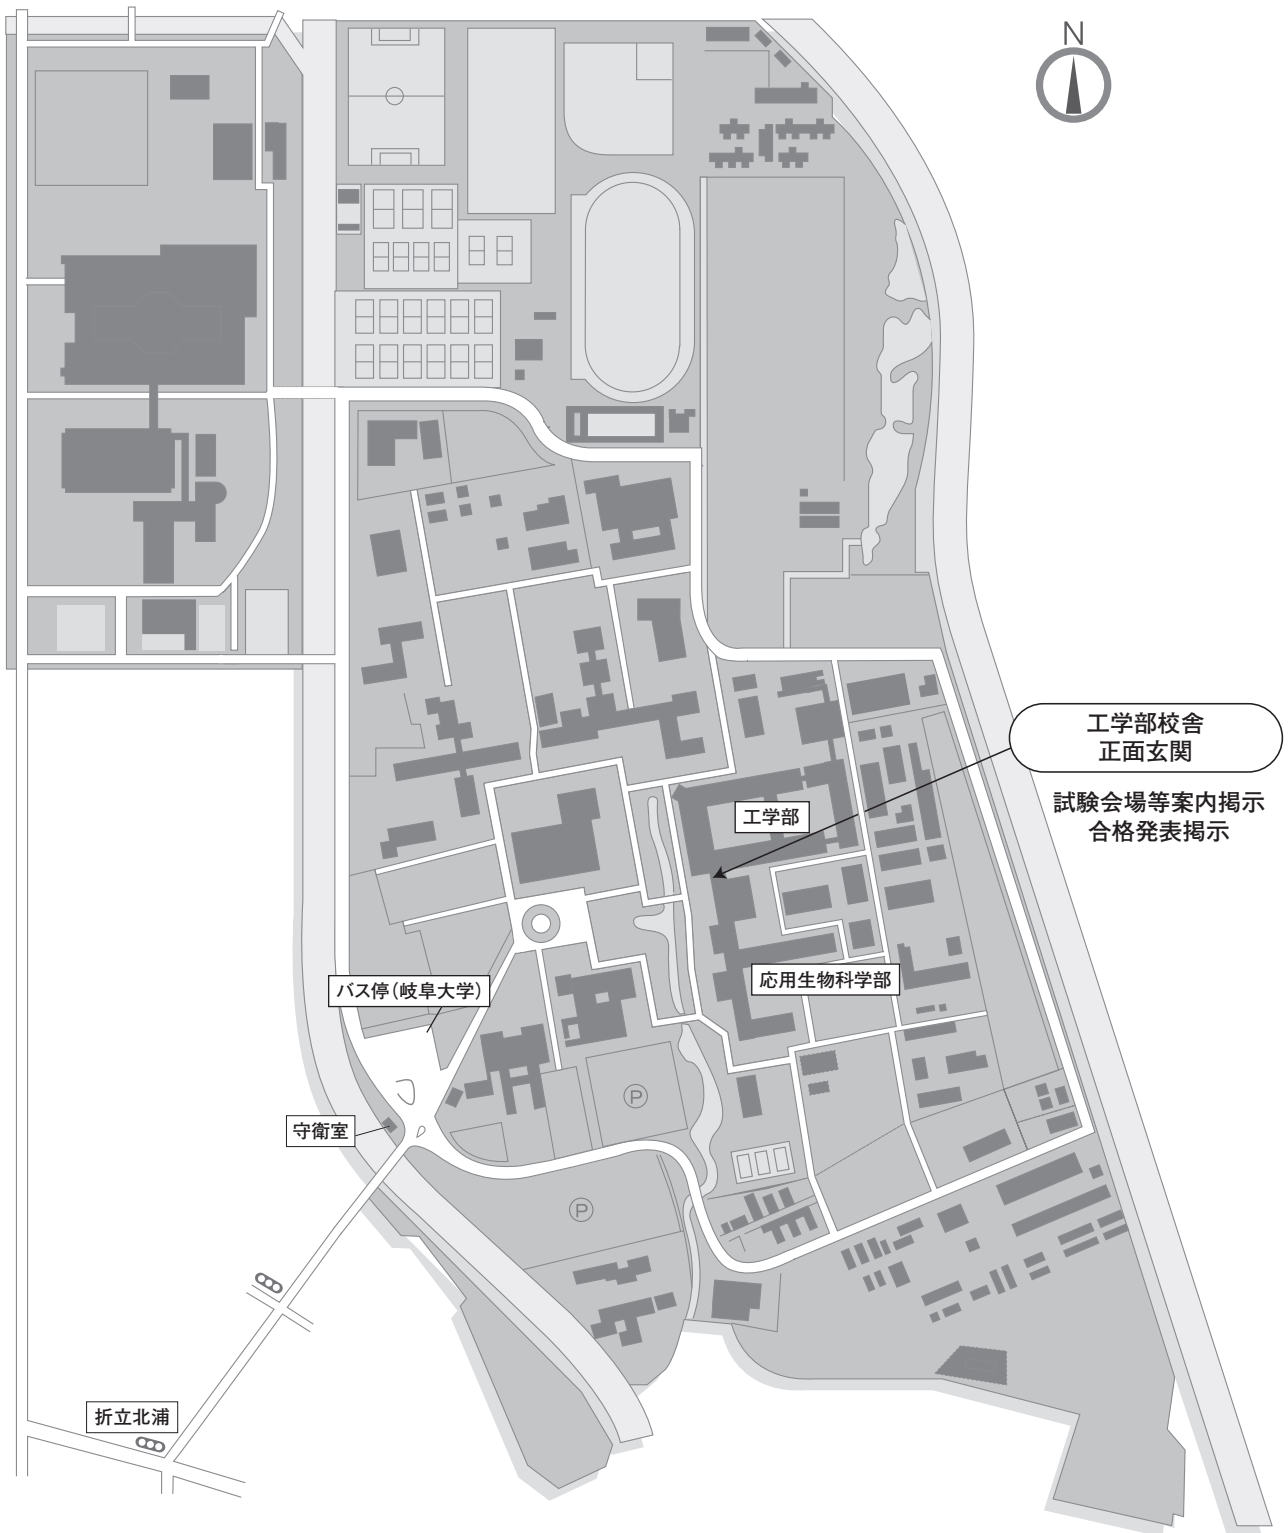 N
工学部校舎
正面玄関
試験会場等案内掲示
合格発表掲示
工学部
応用生物科学部
バス停（岐阜大学）
P
守衛室
P
折立北浦